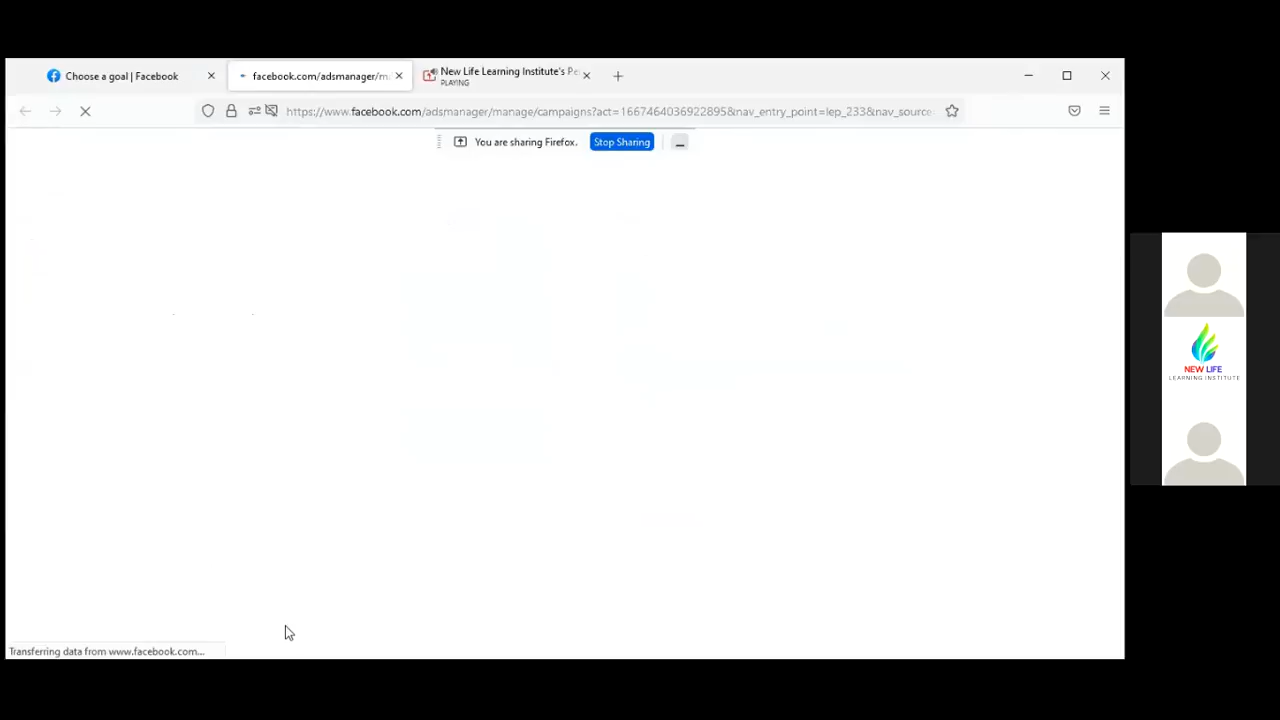 Choose a goal | Facebook
facebook.com/adsmanager/m
New Life Learning Institute's Pe
PLAYING
https://www.facebook.com/adsmanager/manage/campaigns?act=1667464036922895&nav_entry_point=lep_233&nav_source
You are sharing Firefox.
Stop Sharing
NEW LIFE
LEARNING INSTITUTE
Transferring data from www.facebook.com...